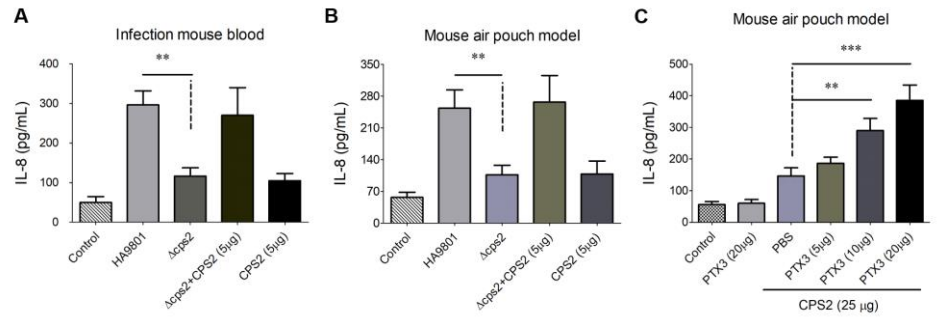 A
Infection mouse blood
IL-8 (pg/mL)
400
300
200
100
0
**
Control
HA9801
Δcps2
Δcps2+CPS2 (5μg)
CPS2 (5μg)
B
Mouse air pouch model
IL-8 (pg/mL)
350
280
210
140
70
0
**
Control
HA9801
Δcps2
Δcps2+CPS2 (5μg)
CPS2 (5μg)
C
Mouse air pouch model
IL-8 (pg/mL)
500
400
300
200
100
0
***
**
Control
PTX3 (20μg)
PBS
PTX3 (5μg)
PTX3 (10μg)
PTX3 (20μg)
CPS2 (25 μg)